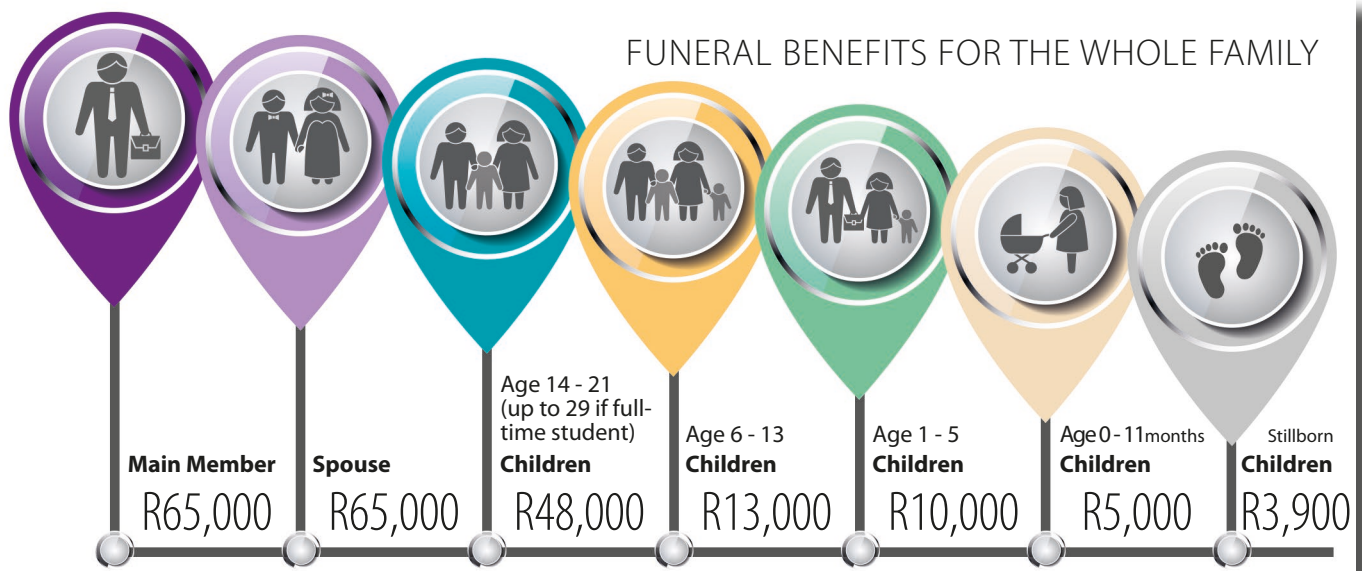 FUNERAL BENEFITS FOR THE WHOLE FAMILY
Main Member
R65,000
Spouse
R65,000
Age 14 - 21
(up to 29 if full-
time student)
Children
R48,000
Age 6 - 13
Children
R13,000
Age 1 - 5
Children
R10,000
Age 0 - 11 months
Children
R5,000
Stillborn
Children
R3,900